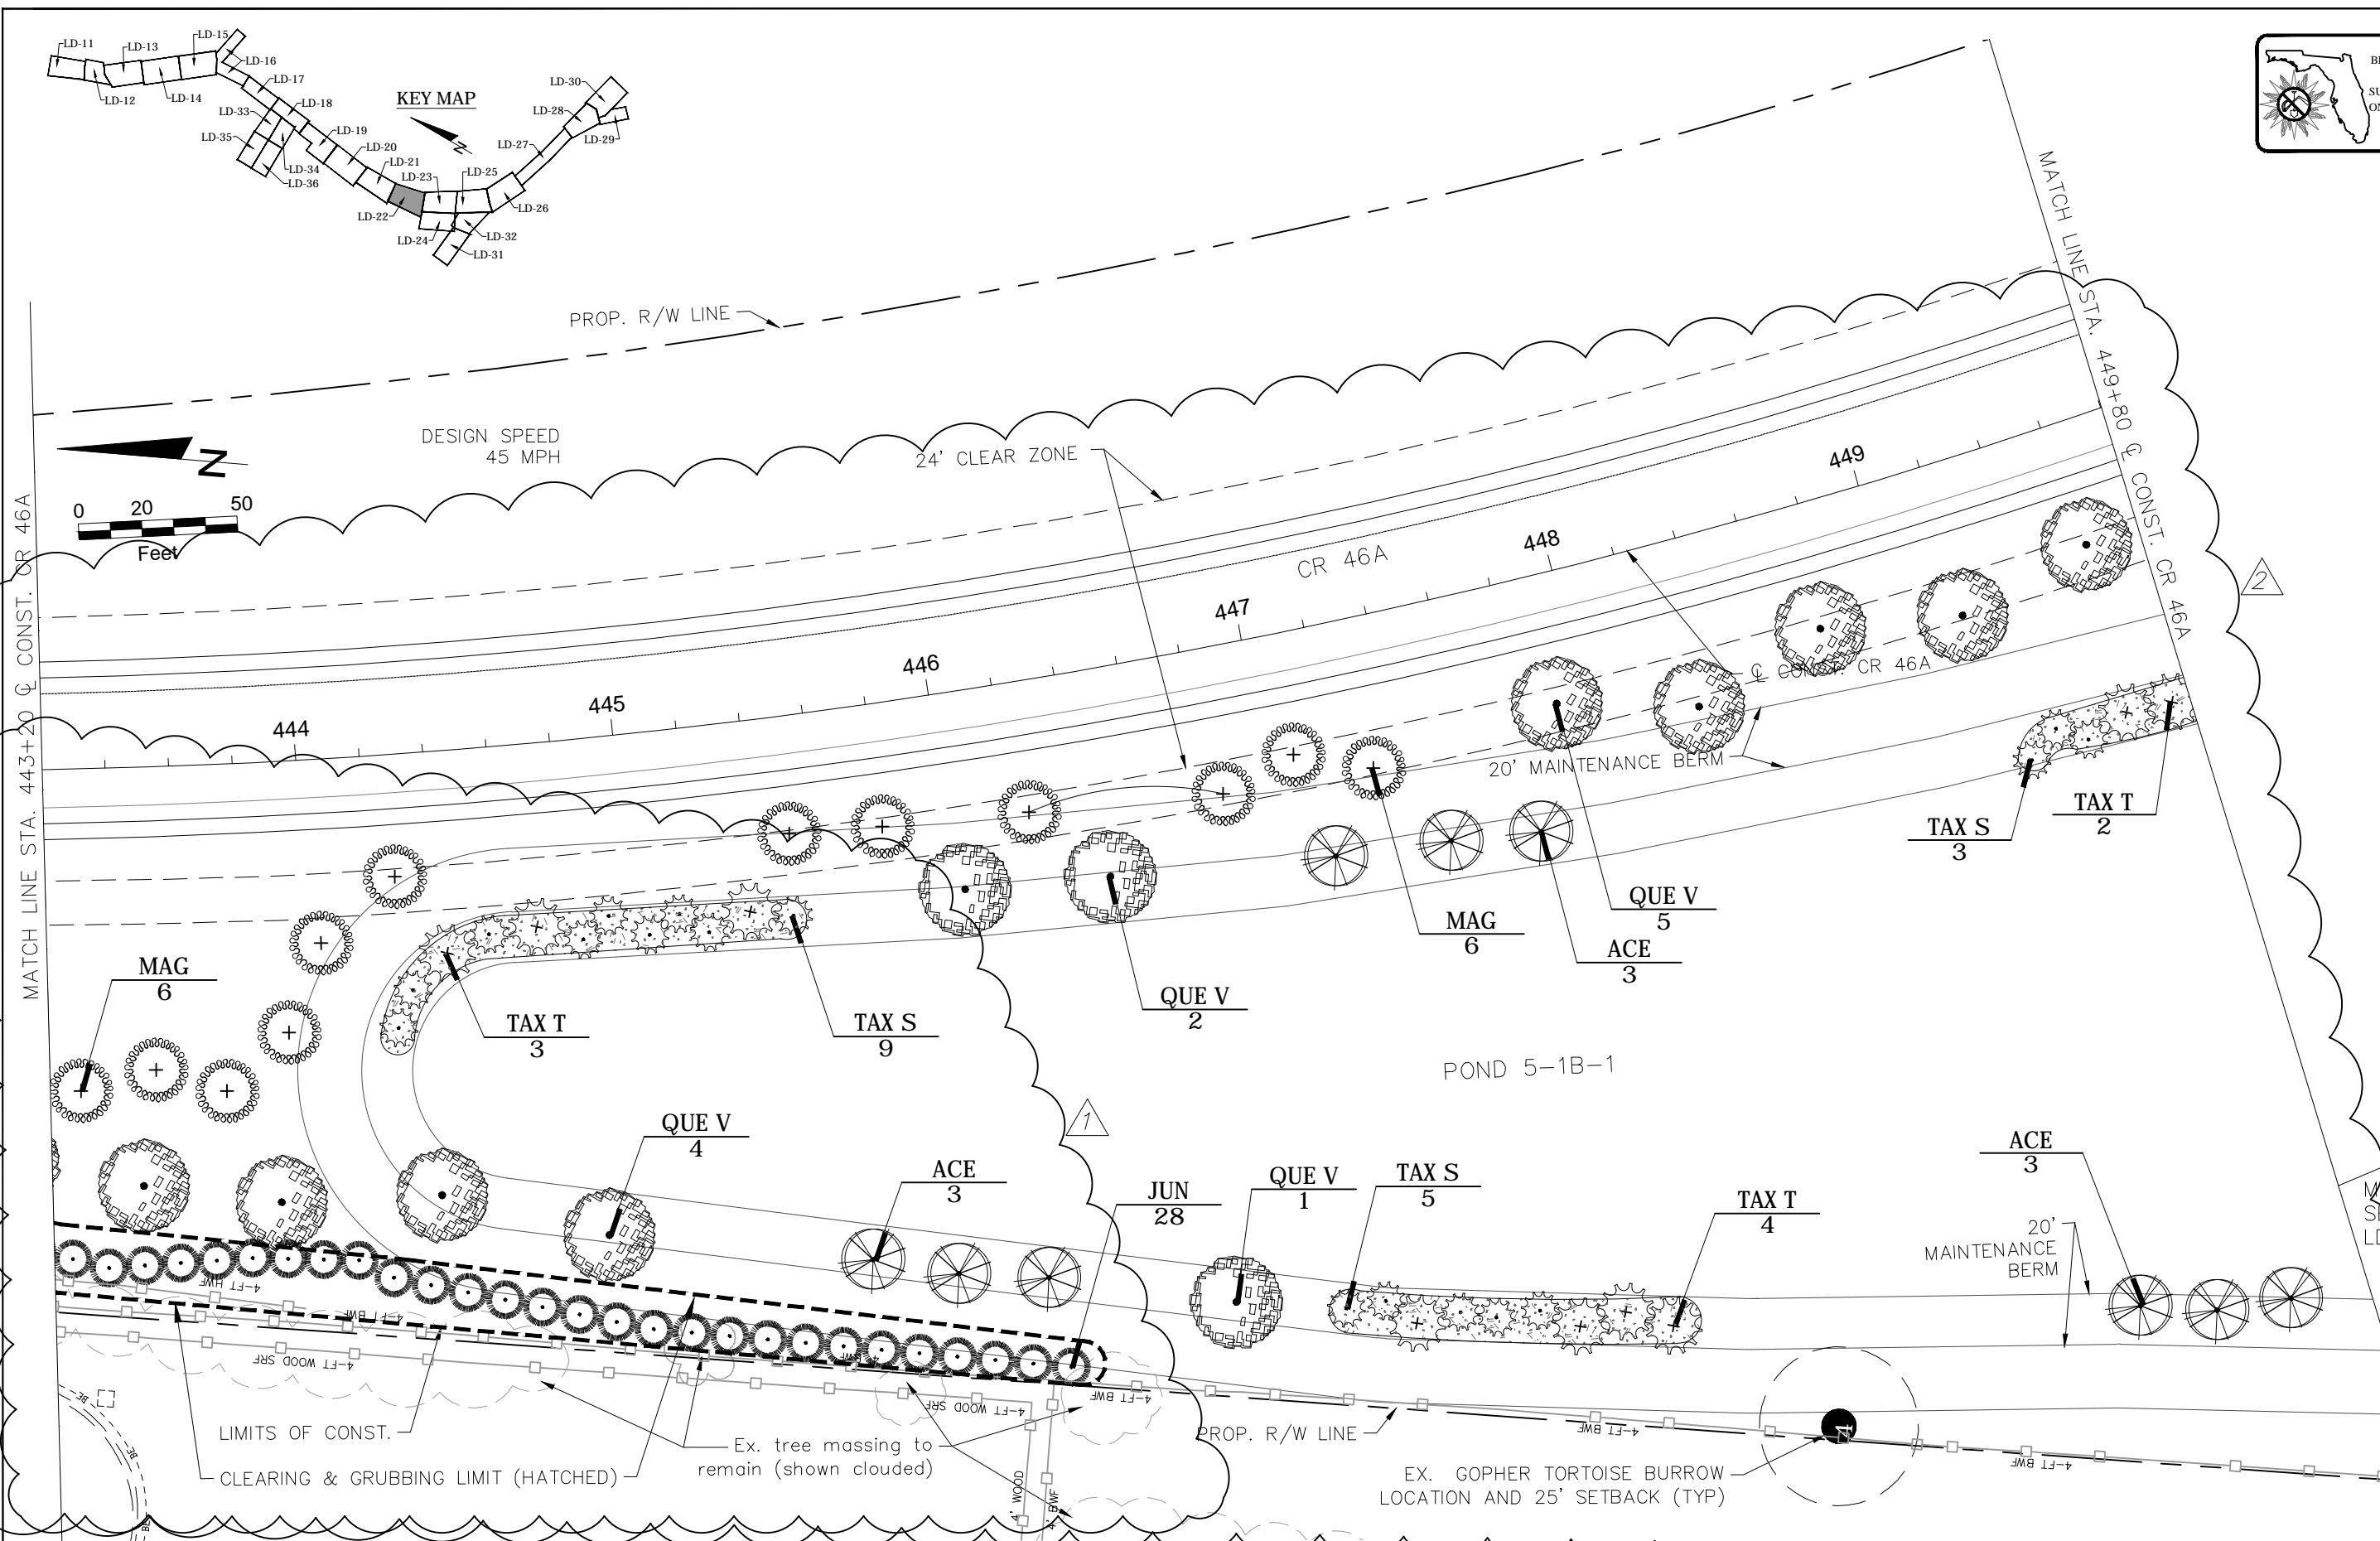 LD-11
LD-12
LD-13
LD-14
LD-15
LD-16
LD-17
LD-18
LD-33
LD-35
LD-34
LD-36
LD-19
LD-20
LD-21
LD-22
LD-23
LD-24
LD-25
LD-26
LD-32
LD-31
LD-27
LD-28
LD-29
LD-30
KEY MAP
N
PROP. R/W LINE
DESIGN SPEED
45 MPH
24' CLEAR ZONE
N
0 20 50
Feet
MATCH LINE STA. 443+20 ℄ CONST. CR 46A
MATCH LINE STA. 449+80 ℄ CONST. CR 46A
444
445
446
447
448
449
CR 46A
℄ CONST. CR 46A
20' MAINTENANCE BERM
2
TAX T
2
TAX S
3
QUE V
5
MAG
6
ACE
3
QUE V
2
MAG
6
TAX T
3
TAX S
9
POND 5-1B-1
1
QUE V
4
ACE
3
JUN
28
QUE V
1
TAX S
5
TAX T
4
ACE
3
20'
MAINTENANCE
BERM
4-FT HWF
4-FT BWF
4-FT WOOD SRF
4-FT WOOD SRF
4-FT BWF
4-FT BWF
4-FT BWF
4' WOOD
4' BWF
BE
BE
BE
LIMITS OF CONST.
CLEARING & GRUBBING LIMIT (HATCHED)
Ex. tree massing to
remain (shown clouded)
PROP. R/W LINE
EX. GOPHER TORTOISE BURROW
LOCATION AND 25' SETBACK (TYP)